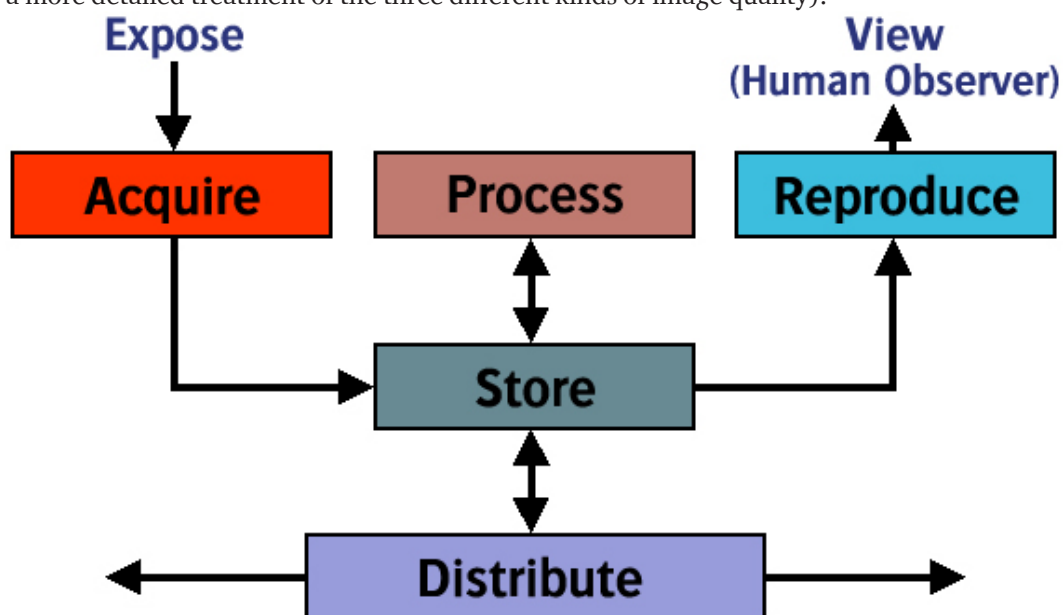 a more detailed treatment of the three different kinds of image quality).
Expose
View
(Human Observer)
Acquire
Process
Reproduce
Store
Distribute